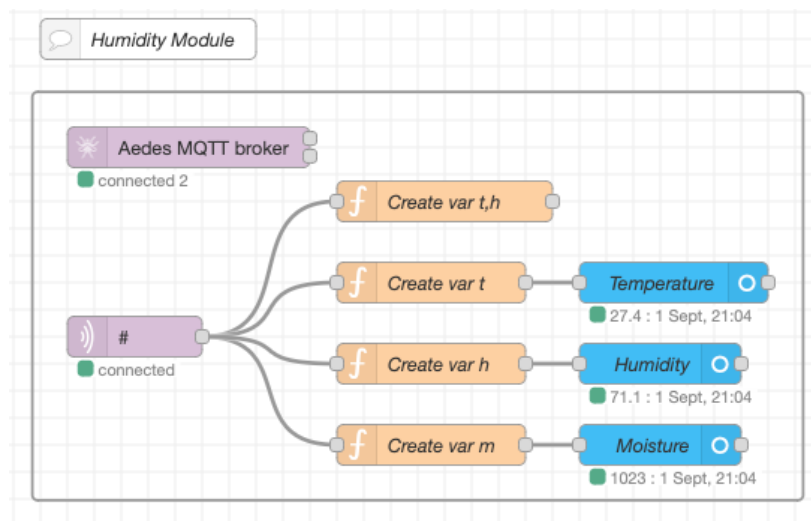 Humidity Module
Aedes MQTT broker
connected 2
Create var t,h
Create var t
Temperature
27.4 : 1 Sept, 21:04
#
connected
Create var h
Humidity
71.1 : 1 Sept, 21:04
Create var m
Moisture
1023 : 1 Sept, 21:04